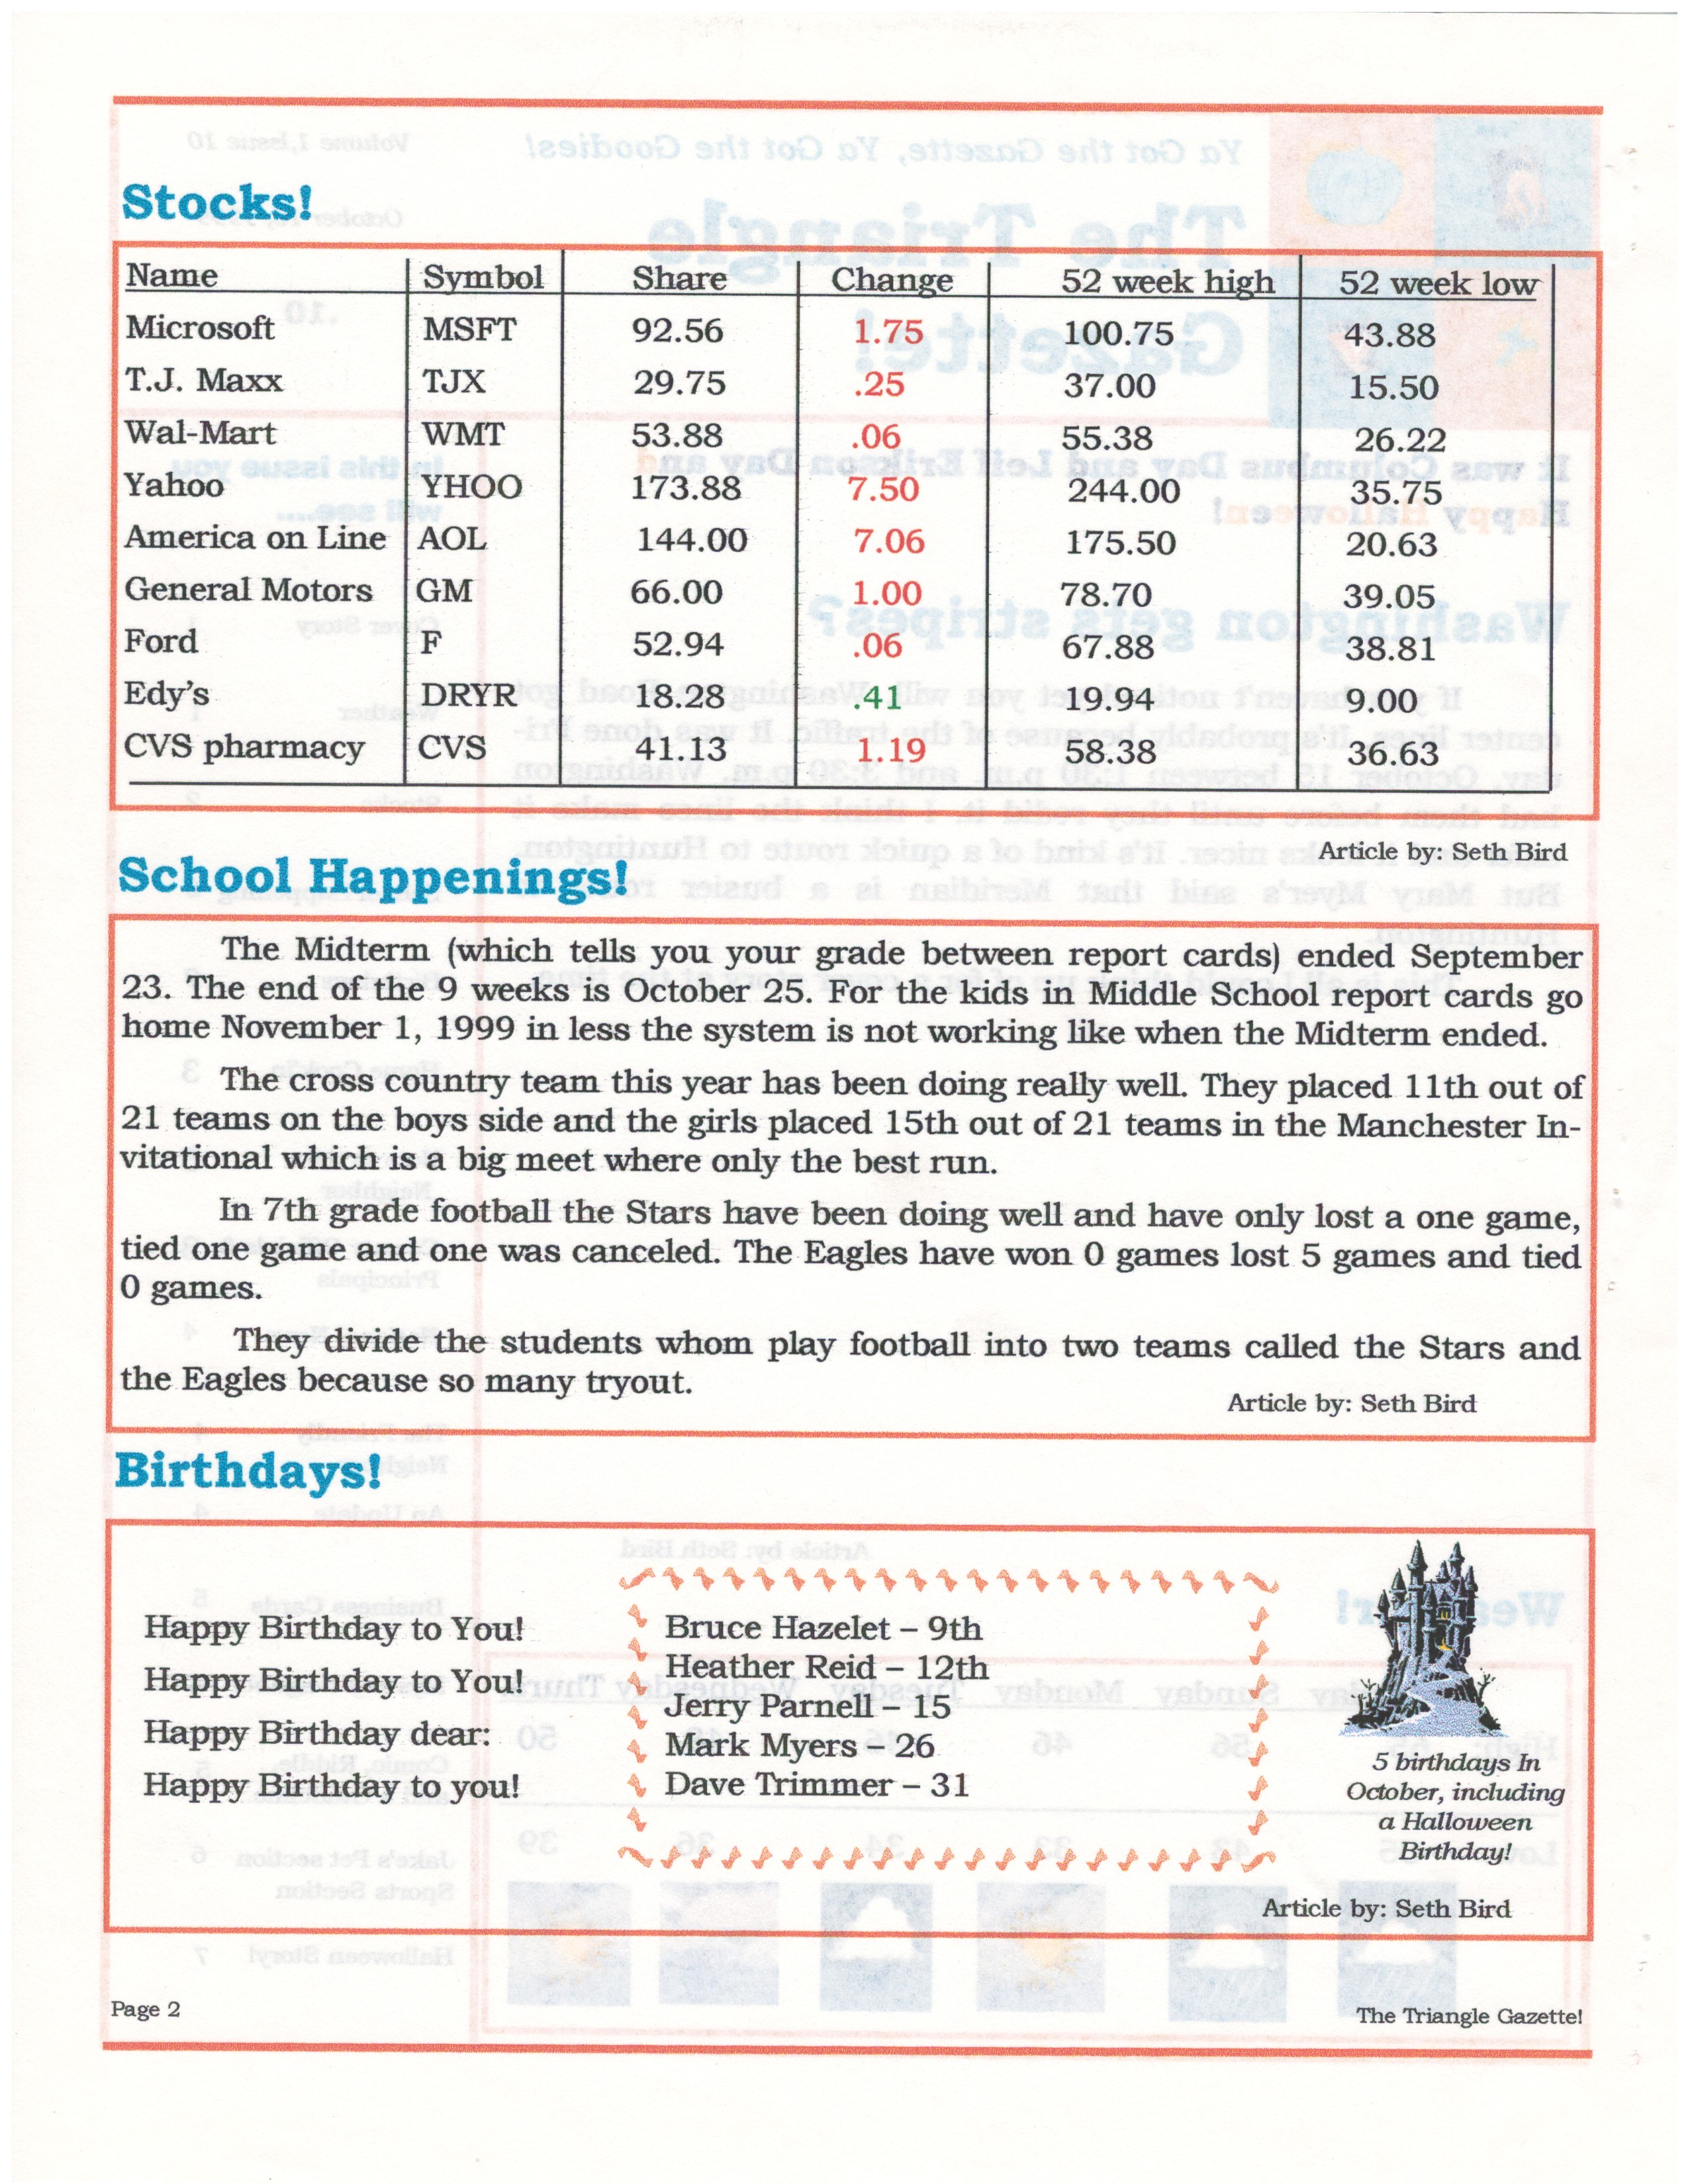 Stocks!
Name Symbol Share Change 52 week high 52 week low
Microsoft MSFT 92.56 1.75 100.75 43.88
T.J. Maxx TJX 29.75 .25 37.00 15.50
Wal-Mart WMT 53.88 .06 55.38 26.22
Yahoo YHOO 173.88 7.50 244.00 35.75
America on Line AOL 144.00 7.06 175.50 20.63
General Motors GM 66.00 1.00 78.70 39.05
Ford F 52.94 .06 67.88 38.81
Edy's DRYR 18.28 .41 19.94 9.00
CVS pharmacy CVS 41.13 1.19 58.38 36.63
Article by: Seth Bird
School Happenings!
The Midterm (which tells you your grade between report cards) ended September
23. The end of the 9 weeks is October 25. For the kids in Middle School report cards go
home November 1, 1999 in less the system is not working like when the Midterm ended.
The cross country team this year has been doing really well. They placed 11th out of
21 teams on the boys side and the girls placed 15th out of 21 teams in the Manchester In-
vitational which is a big meet where only the best run.
In 7th grade football the Stars have been doing well and have only lost a one game,
tied one game and one was canceled. The Eagles have won 0 games lost 5 games and tied
0 games.
They divide the students whom play football into two teams called the Stars and
the Eagles because so many tryout.
Article by: Seth Bird
Birthdays!
Happy Birthday to You!
Happy Birthday to You!
Happy Birthday dear:
Happy Birthday to you!
Bruce Hazelet – 9th
Heather Reid – 12th
Jerry Parnell – 15
Mark Myers – 26
Dave Trimmer – 31
5 birthdays In
October, including
a Halloween
Birthday!
Article by: Seth Bird
Page 2
The Triangle Gazette!